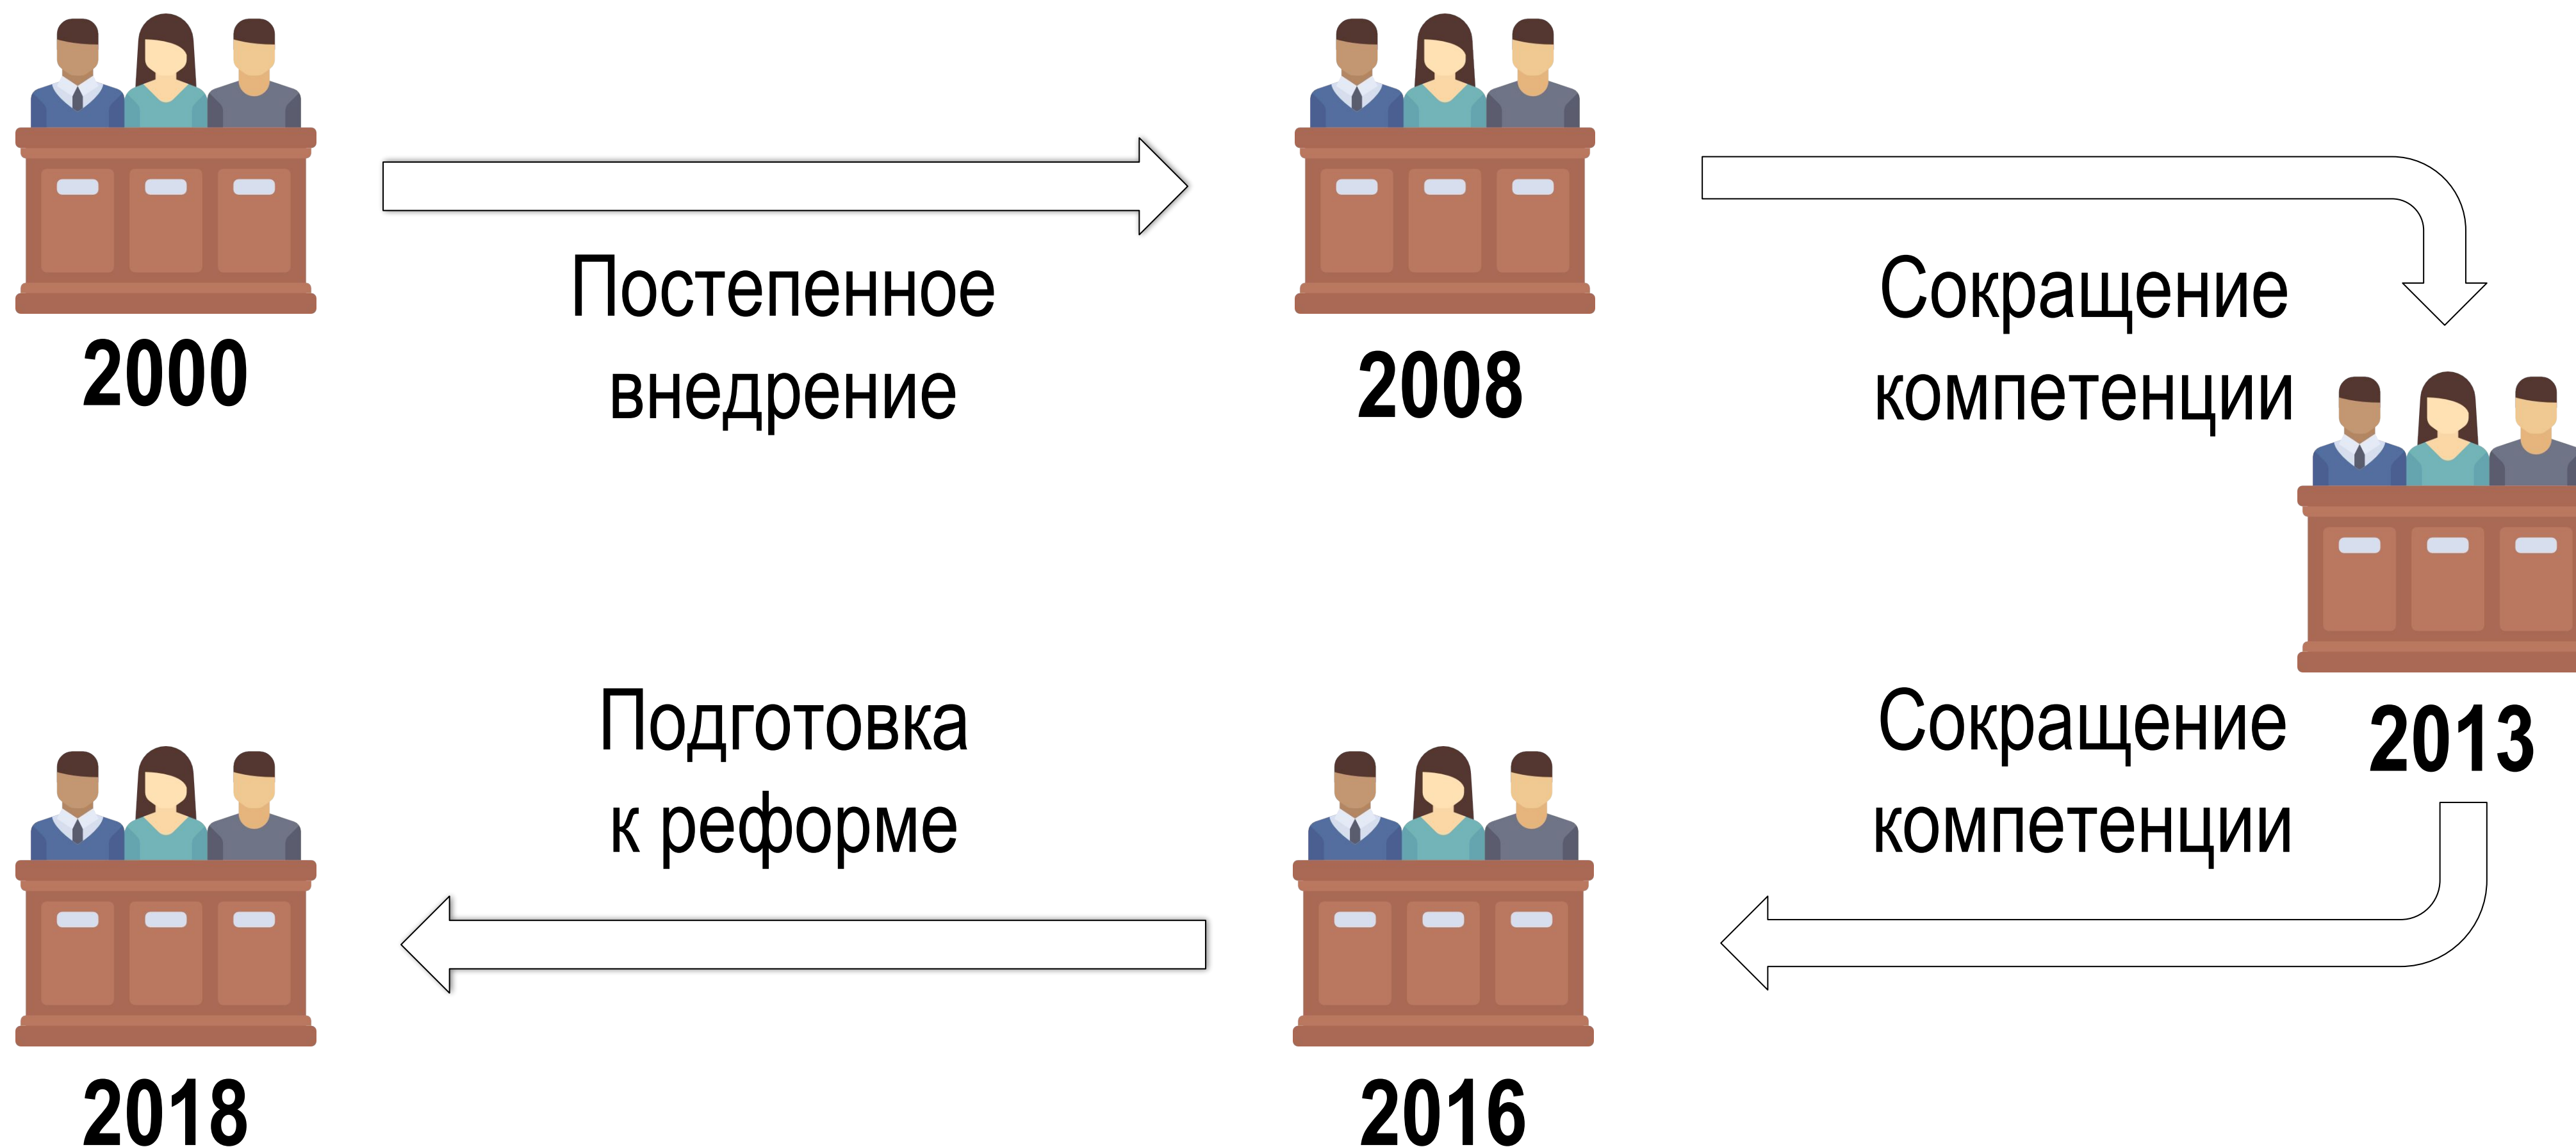 2000
Постепенное
внедрение
2008
Сокращение
компетенции
2013
Сокращение
компетенции
2016
Подготовка
к реформе
2018